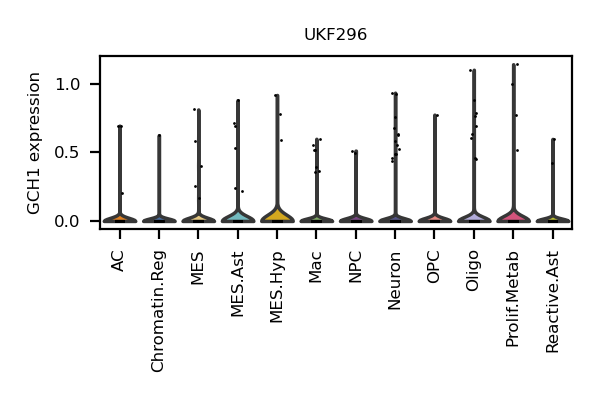 UKF296
GCH1 expression
1.0
0.5
0.0
AC
Chromatin.Reg
MES
MES.Ast
MES.Hyp
Mac
NPC
Neuron
OPC
Oligo
Prolif.Metab
Reactive.Ast